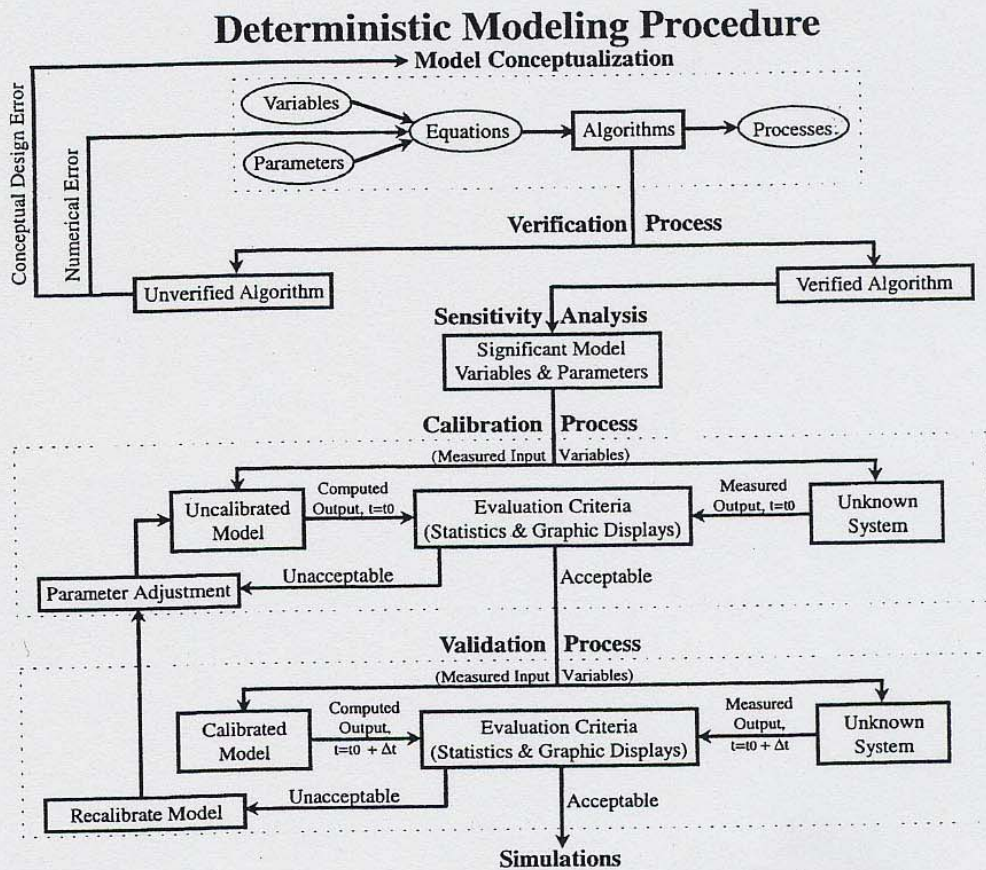 Deterministic Modeling Procedure
Model Conceptualization
Conceptual Design Error
Numerical Error
Variables
Parameters
Equations
Algorithms
Processes.
Verification Process
Unverified Algorithm
Verified Algorithm
Sensitivity Analysis
Significant Model
Variables & Parameters
Calibration Process
(Measured Input Variables)
Uncalibrated
Model
Computed
Output, t=t0
Evaluation Criteria
(Statistics & Graphic Displays)
Measured
Output, t=t0
Unknown
System
Unacceptable
Acceptable
Parameter Adjustment
Validation Process
(Measured Input Variables)
Calibrated
Model
Computed
Output,
t=t0 + Δt
Evaluation Criteria
(Statistics & Graphic Displays)
Measured
Output,
t=t0 + Δt
Unknown
System
Unacceptable
Acceptable
Recalibrate Model
Simulations